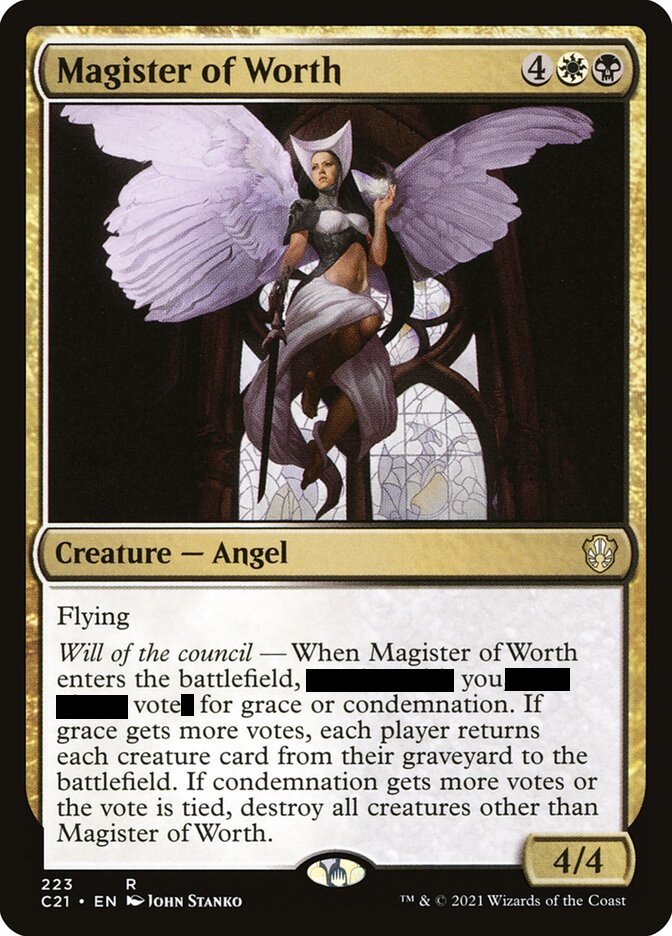 Magister of Worth
4
Creature — Angel
Flying
Will of the council — When Magister of Worth
enters the battlefield, you
vote for grace or condemnation. If
grace gets more votes, each player returns
each creature card from their graveyard to the
battlefield. If condemnation gets more votes or
the vote is tied, destroy all creatures other than
Magister of Worth.
4/4
223 R
C21 • EN John Stanko
™ & © 2021 Wizards of the Coast